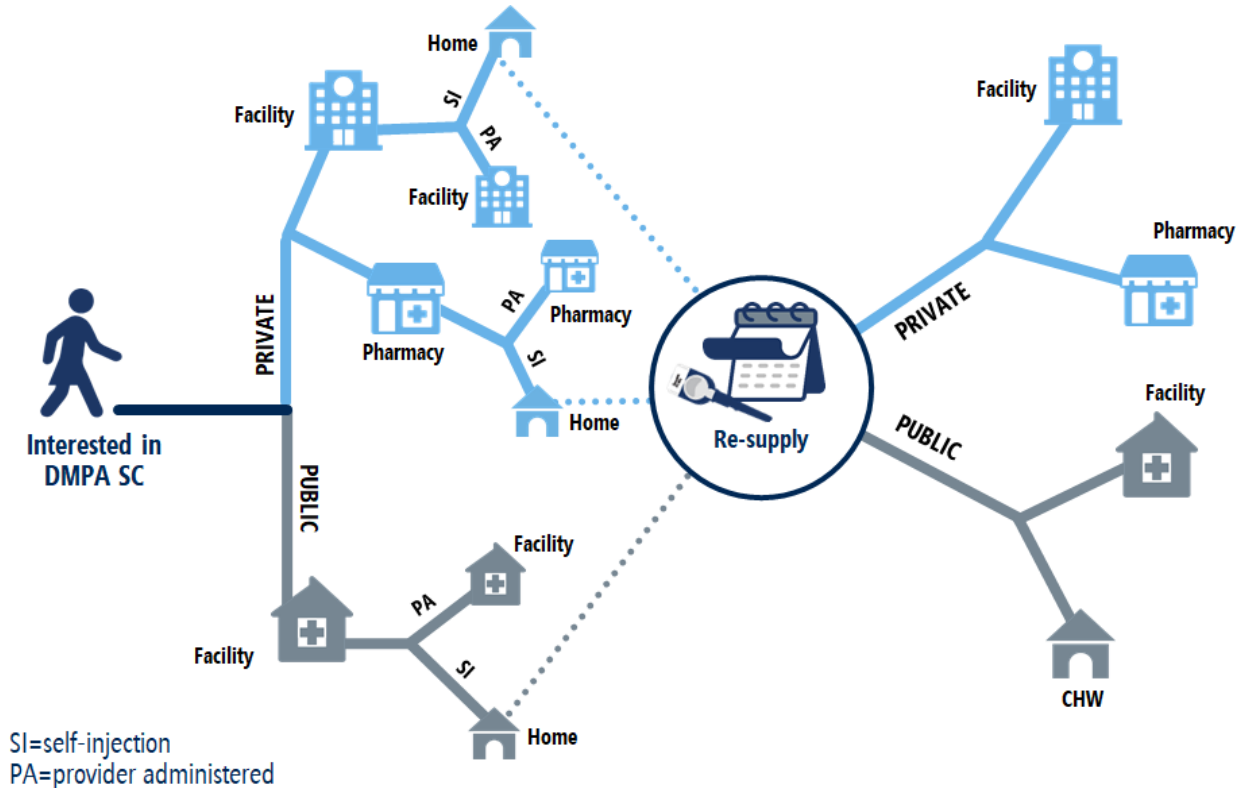 Home
Facility
SI
PA
Facility
PRIVATE
Pharmacy
PA
Pharmacy
SI
Home
Interested in
DMPA SC
PUBLIC
Facility
PA
Facility
SI
Home
Re-supply
PRIVATE
Facility
Pharmacy
PUBLIC
Facility
CHW
SI=self-injection
PA=provider administered